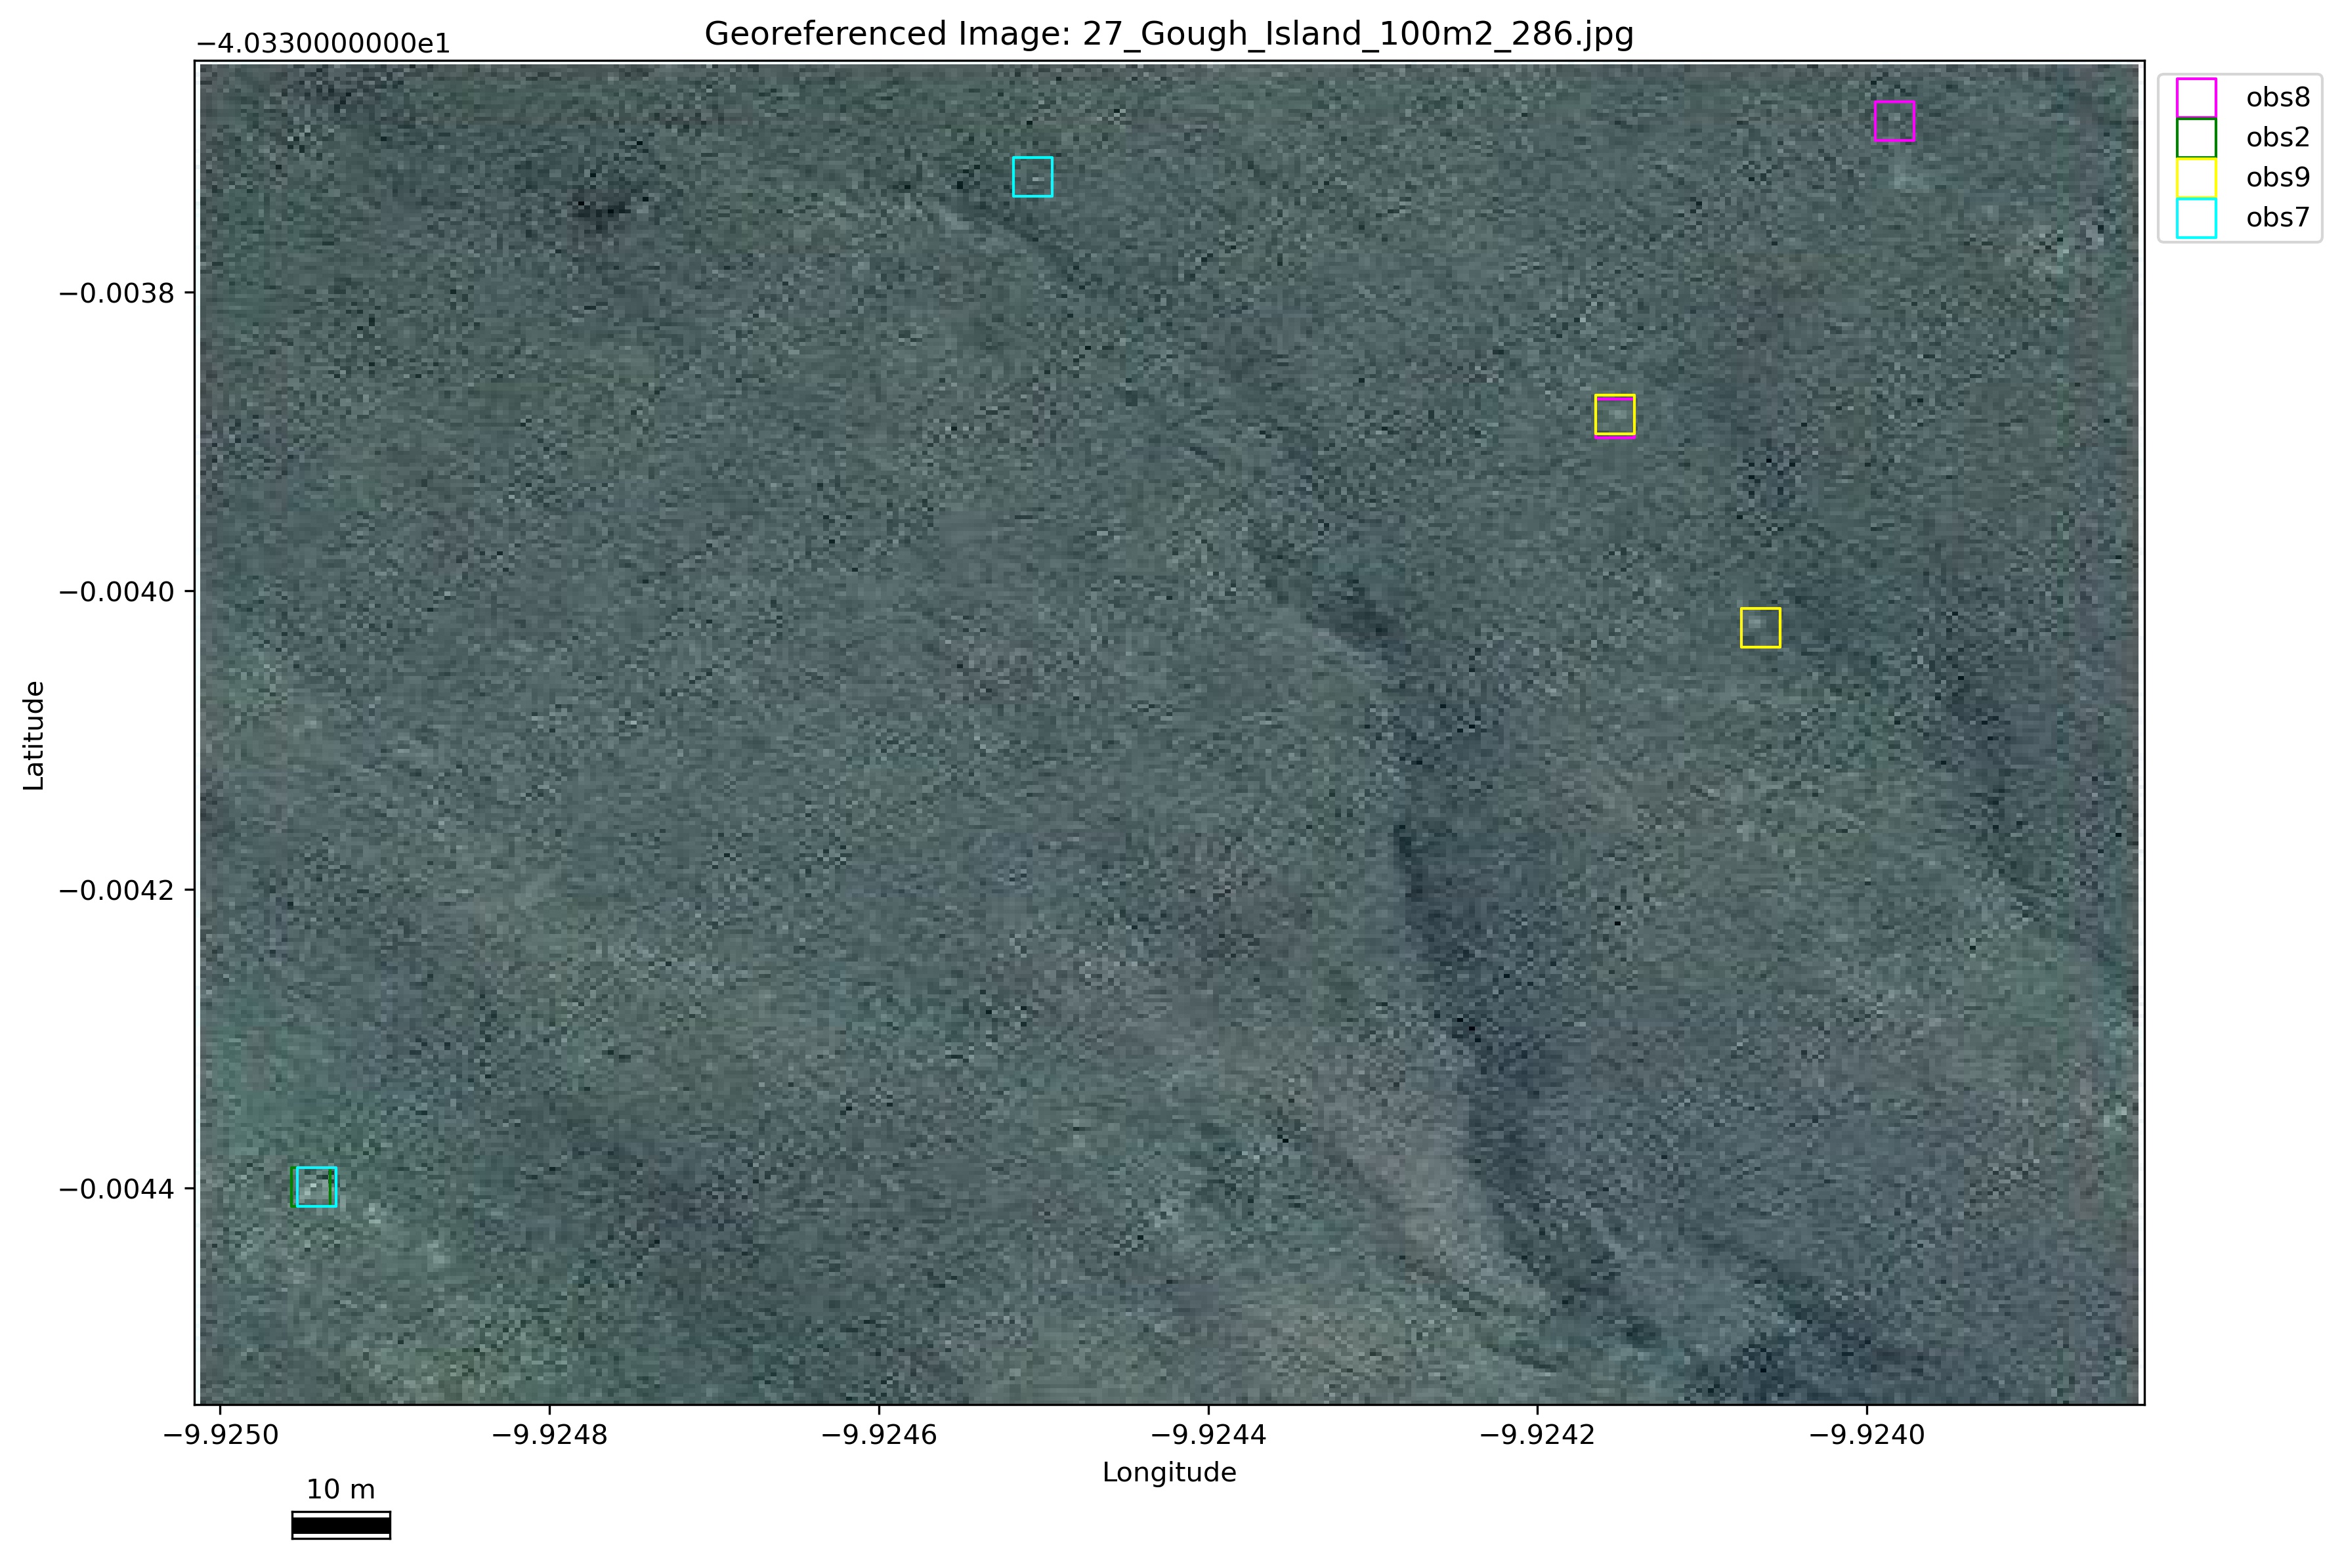 Georeferenced Image: 27_Gough_Island_100m2_286.jpg
−4.0330000000e1
obs8
obs2
obs9
obs7
−0.0038
−0.0040
−0.0042
−0.0044
Latitude
−9.9250
−9.9248
−9.9246
−9.9244
−9.9242
−9.9240
Longitude
10 m